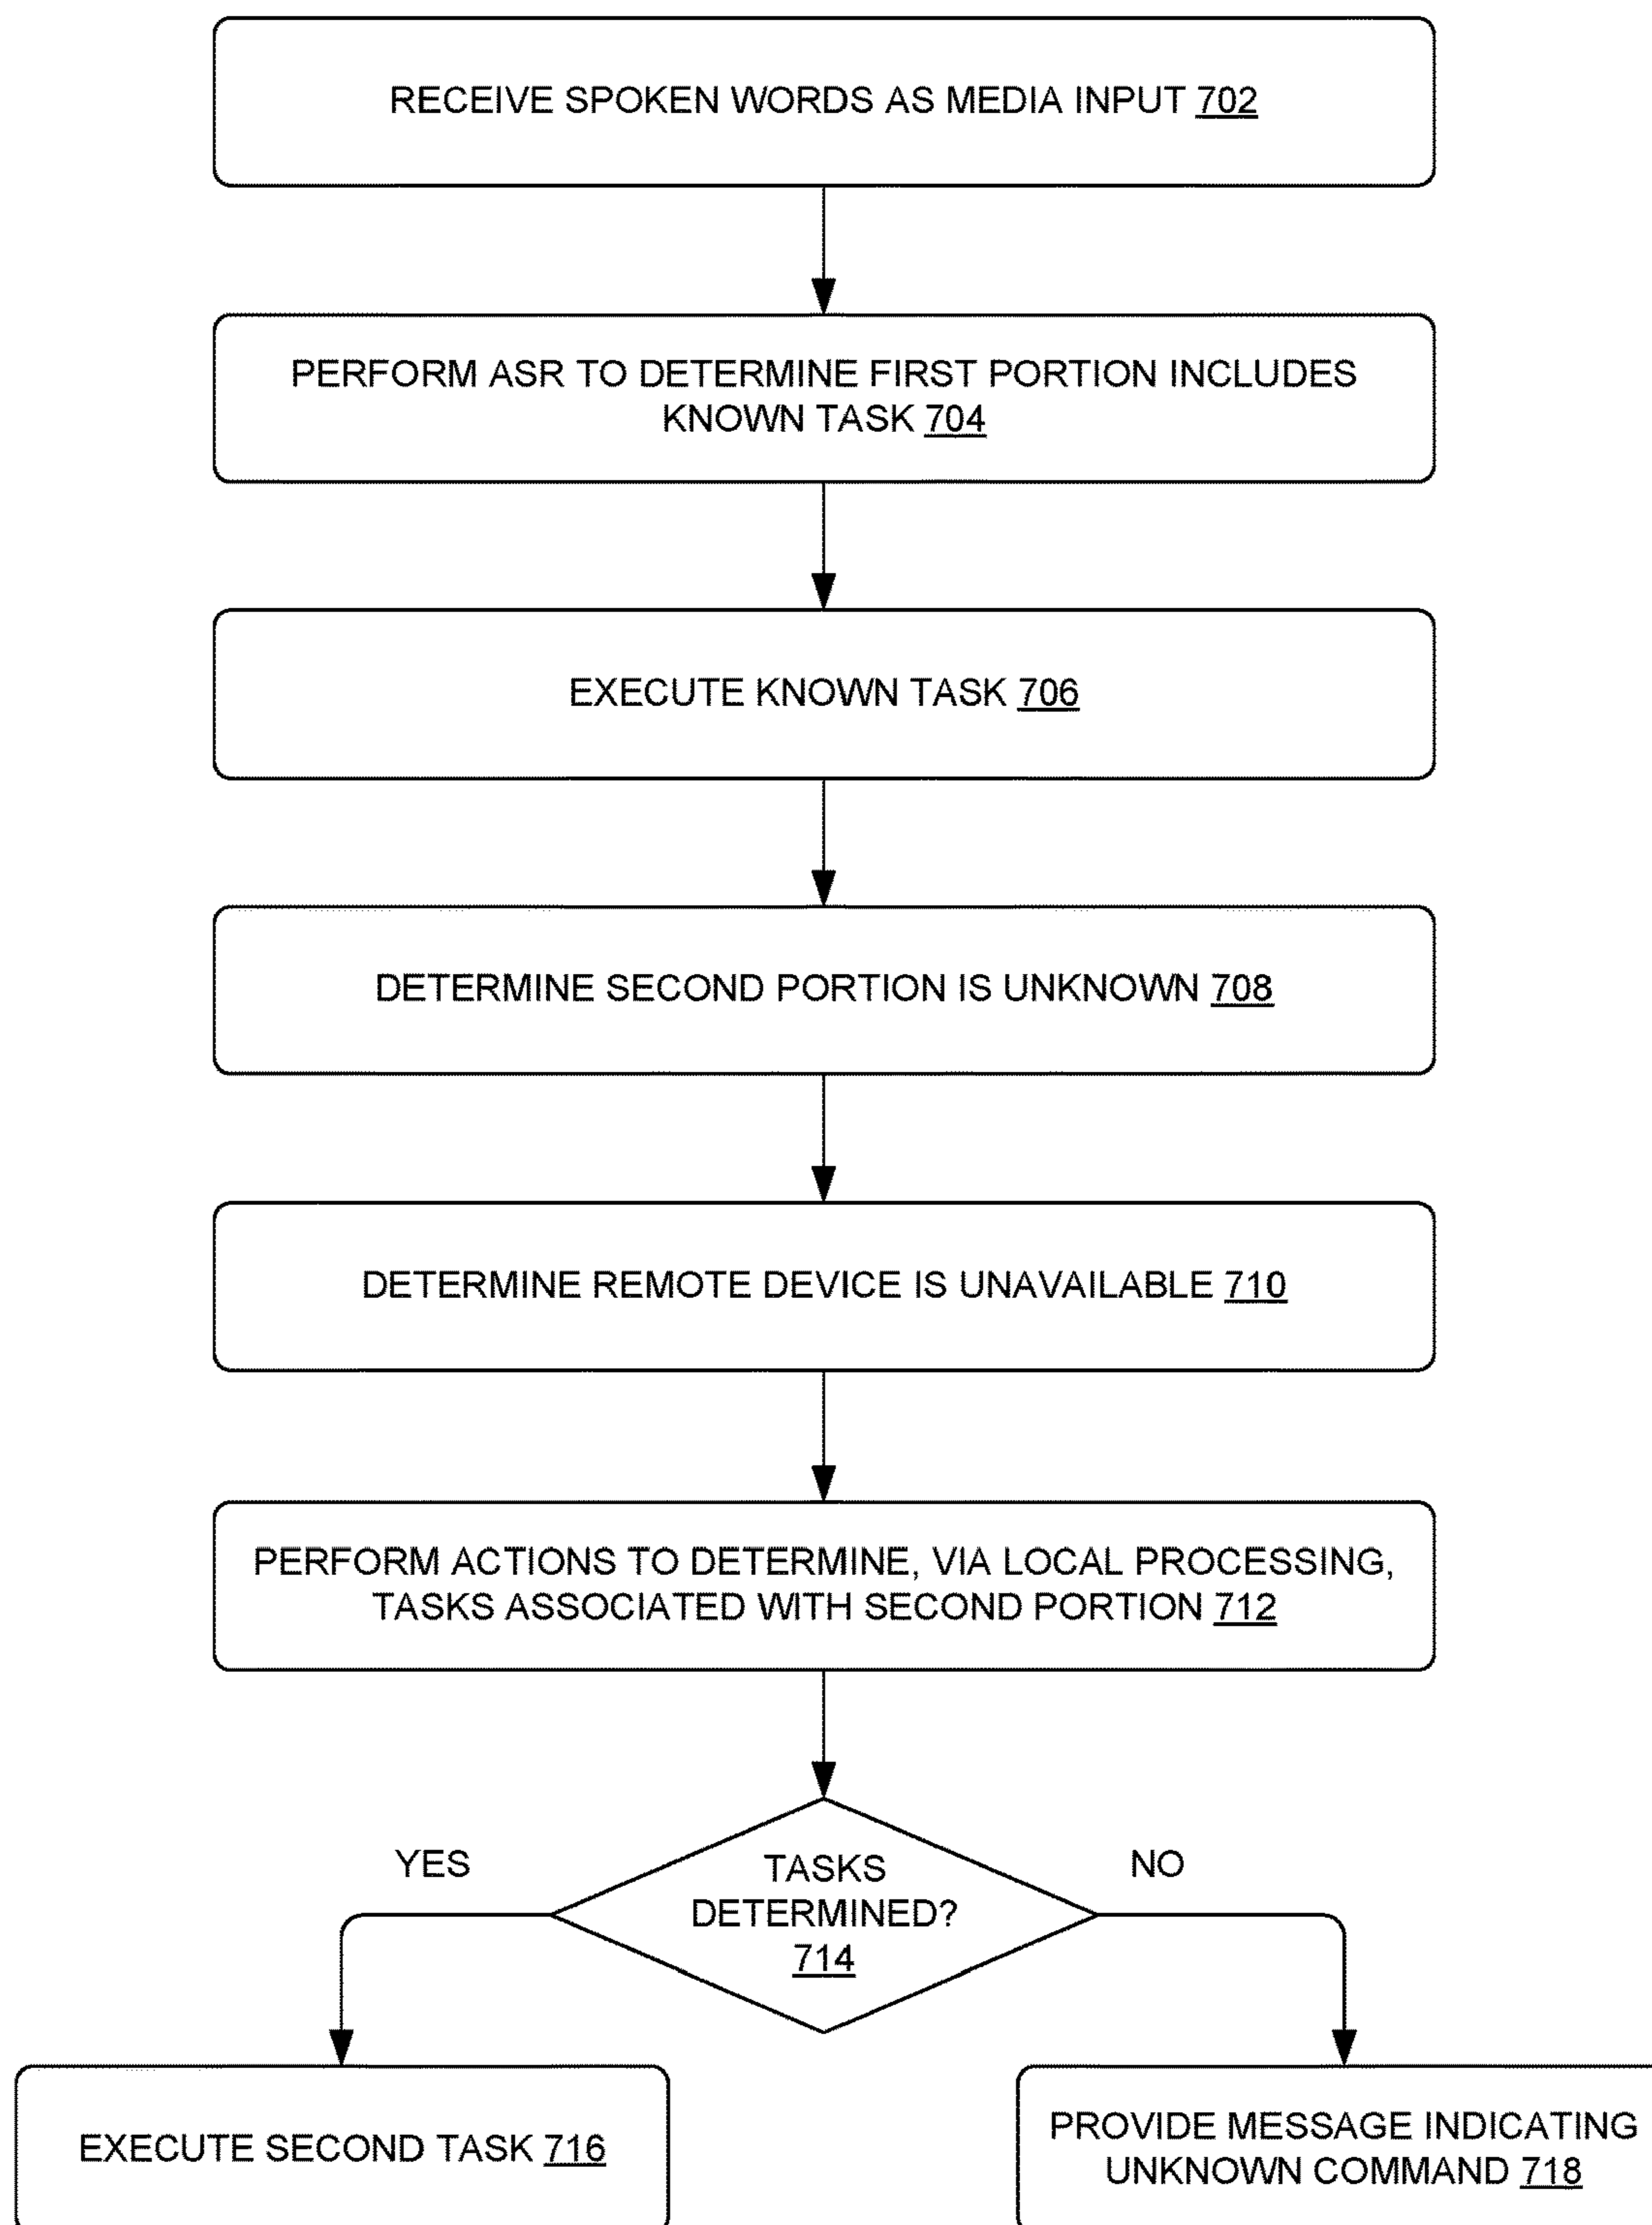 RECEIVE SPOKEN WORDS AS MEDIA INPUT 702
PERFORM ASR TO DETERMINE FIRST PORTION INCLUDES
KNOWN TASK 704
EXECUTE KNOWN TASK 706
DETERMINE SECOND PORTION IS UNKNOWN 708
DETERMINE REMOTE DEVICE IS UNAVAILABLE 710
PERFORM ACTIONS TO DETERMINE, VIA LOCAL PROCESSING,
TASKS ASSOCIATED WITH SECOND PORTION 712
YES
NO
TASKS
DETERMINED?
714
EXECUTE SECOND TASK 716
PROVIDE MESSAGE INDICATING
UNKNOWN COMMAND 718